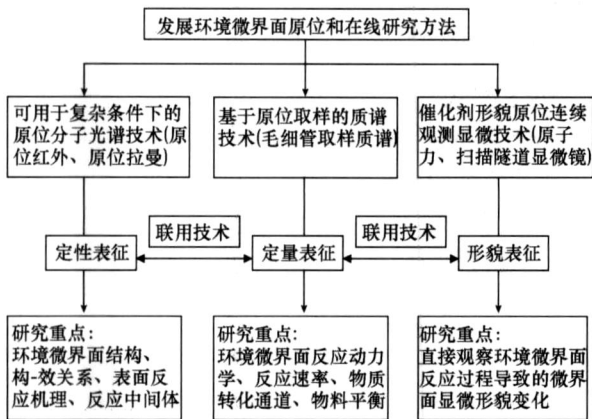 发展环境微界面原位和在线研究方法
可用于复杂条件下的
原位分子光谱技术(原
位红外、原位拉曼)
基于原位取样的质谱
技术(毛细管取样质谱)
催化剂形貌原位连续
观测显微技术(原子
力、扫描隧道显微镜)
定性表征
联用技术
定量表征
联用技术
形貌表征
研究重点：
环境微界面结构、
构-效关系、表面反
应机理、反应中间体
研究重点：
环境微界面反应动力
学、反应速率、物质
转化通道、物料平衡
研究重点：
直接观察环境微界面
反应过程导致的微界
面显微形貌变化